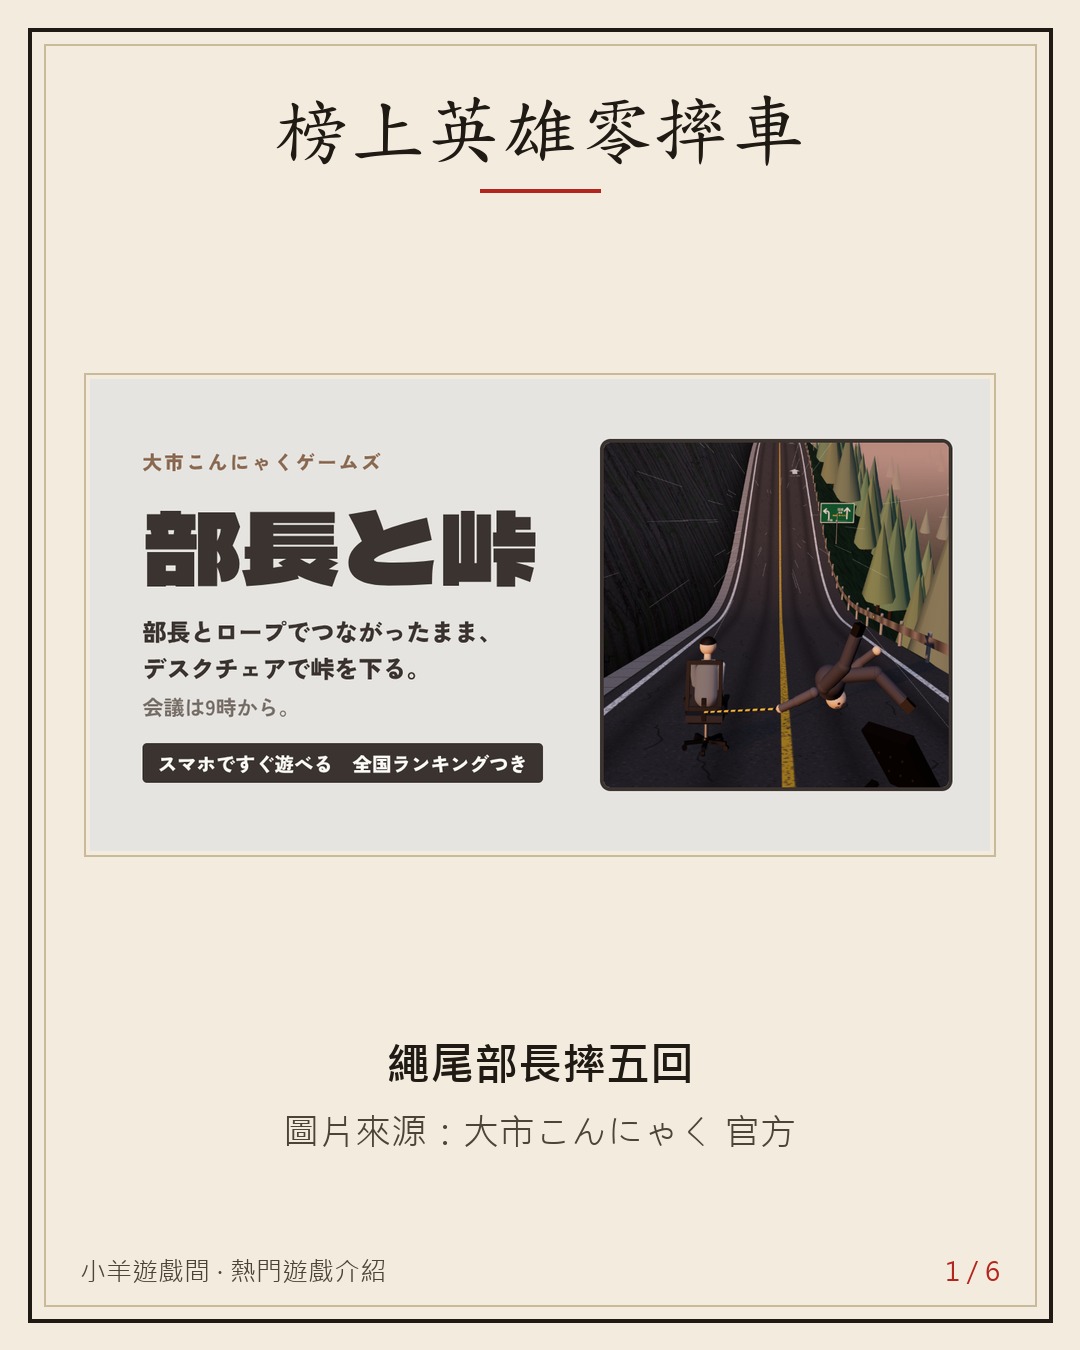 榜上英雄零摔車
大市こんにゃくゲームズ
部長と峠
部長とロープでつながったまま、
デスクチェアで峠を下る。
会議は9時から。
スマホですぐ遊べる　全国ランキングつき
繩尾部長摔五回
圖片來源：大市こんにゃく 官方
小羊遊戲間 · 熱門遊戲介紹
1 / 6